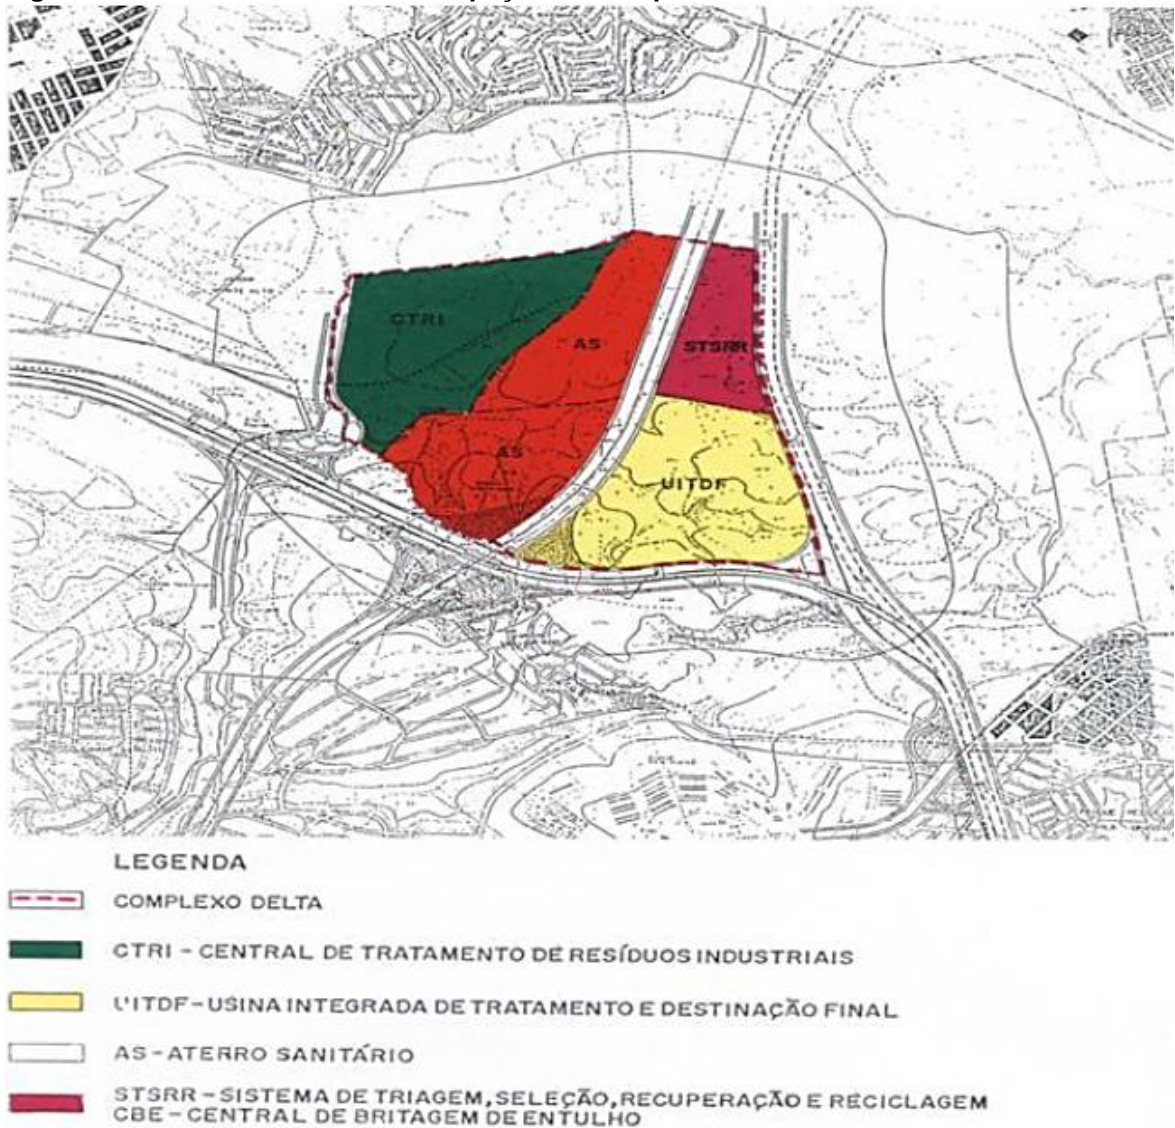 CTRI
AS
STSRR
AS
UITDF
LEGENDA
COMPLEXO DELTA
CTRI - CENTRAL DE TRATAMENTO DE RESÍDUOS INDUSTRIAIS
UITDF - USINA INTEGRADA DE TRATAMENTO E DESTINAÇÃO FINAL
AS - ATERRO SANITÁRIO
STSRR - SISTEMA DE TRIAGEM, SELEÇÃO, RECUPERAÇÃO E RECICLAGEM
CBE - CENTRAL DE BRITAGEM DE ENTULHO